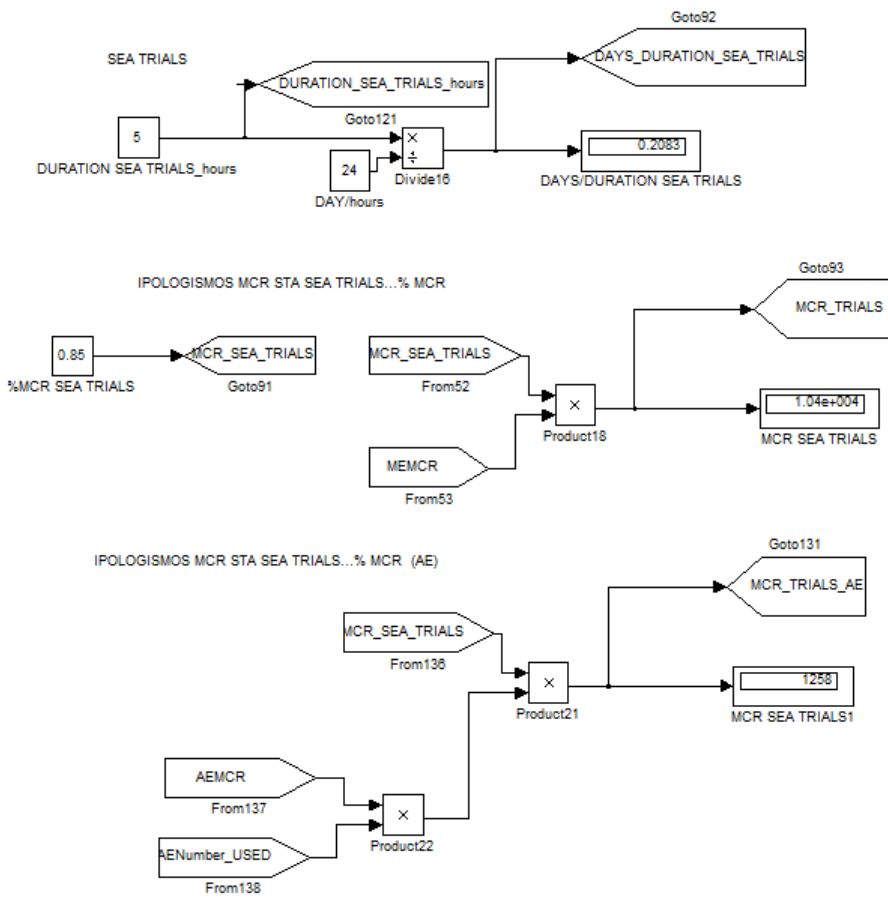 Goto92
SEA TRIALS
DAYS_DURATION_SEA_TRIALS
DURATION_SEA_TRIALS_hours
Goto121
5
×
÷
0.2083
24
DURATION SEA TRIALS_hours
Divide16
DAYS/DURATION SEA TRIALS
DAY/hours
Goto93
IPOLOGISMOS MCR STA SEA TRIALS...% MCR
MCR_TRIALS
0.85
MCR_SEA_TRIALS
MCR_SEA_TRIALS
%MCR SEA TRIALS
Goto91
From52
×
1.04e+004
Product18
MCR SEA TRIALS
MEMCR
From53
Goto131
IPOLOGISMOS MCR STA SEA TRIALS...% MCR (AE)
MCR_TRIALS_AE
MCR_SEA_TRIALS
From136
×
1258
Product21
MCR SEA TRIALS1
AEMCR
From137
×
Product22
AENumber_USED
From138